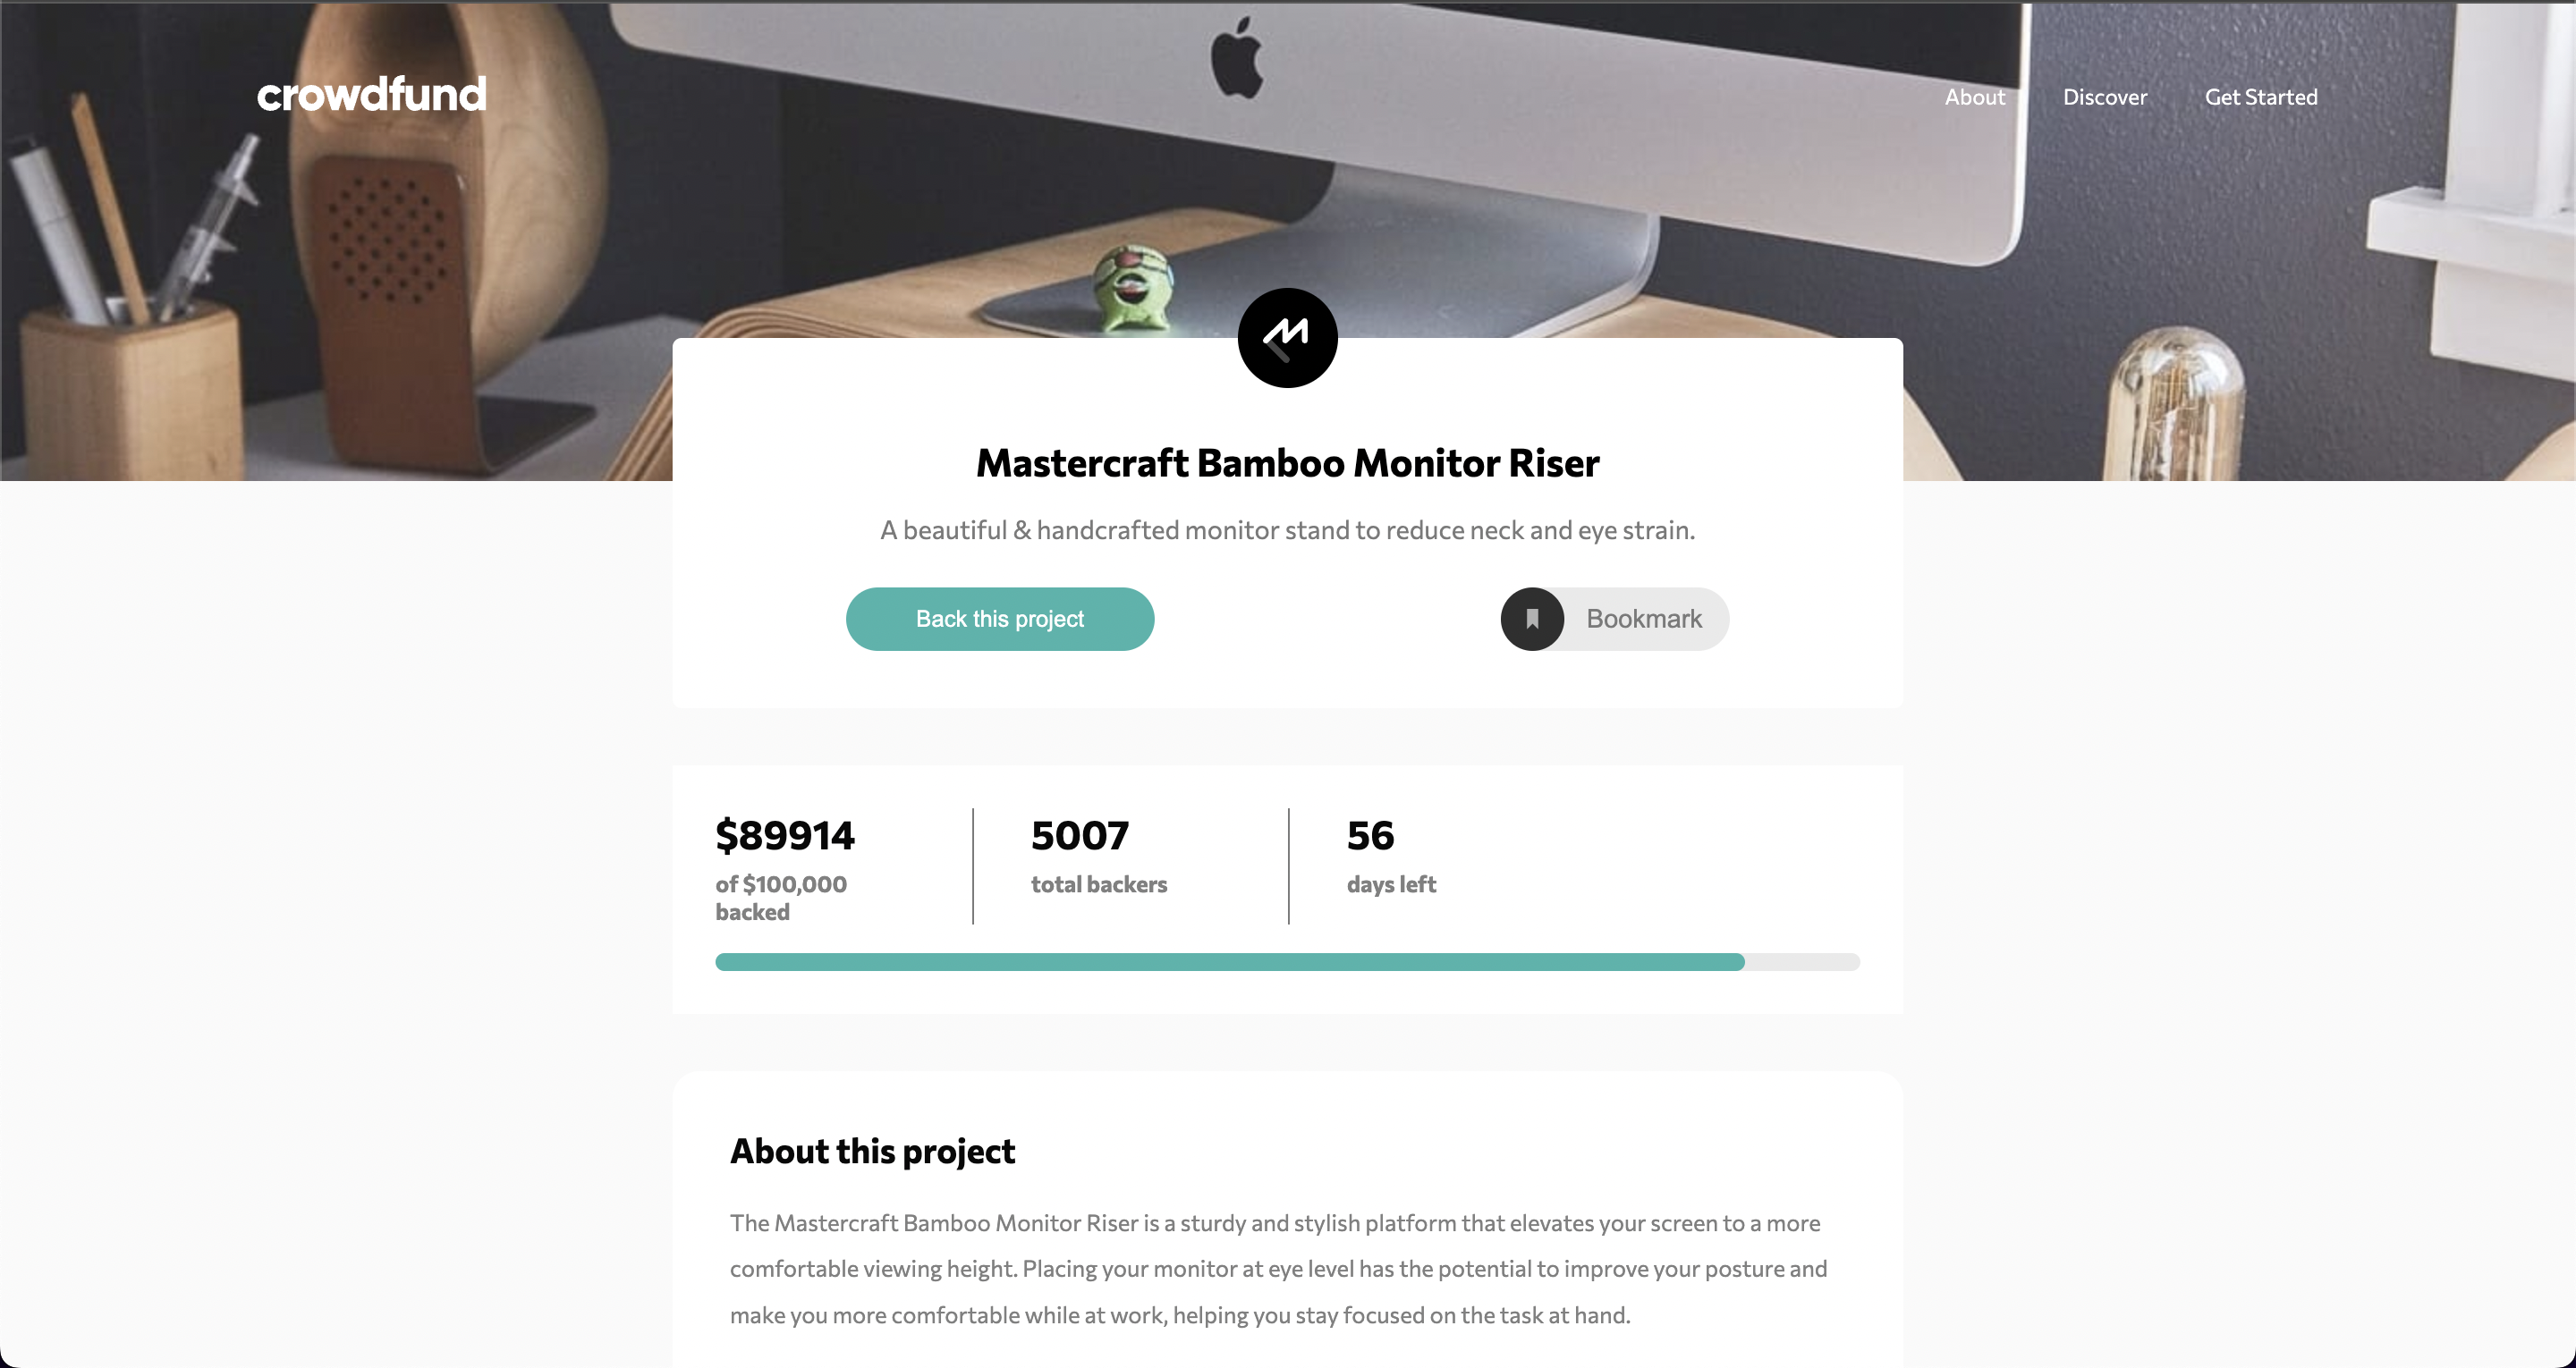 crowdfund
About Discover Get Started
Mastercraft Bamboo Monitor Riser
A beautiful & handcrafted monitor stand to reduce neck and eye strain.
Back this project Bookmark
$89914 5007 56
of $100,000 total backers days left
backed
About this project
The Mastercraft Bamboo Monitor Riser is a sturdy and stylish platform that elevates your screen to a more
comfortable viewing height. Placing your monitor at eye level has the potential to improve your posture and
make you more comfortable while at work, helping you stay focused on the task at hand.